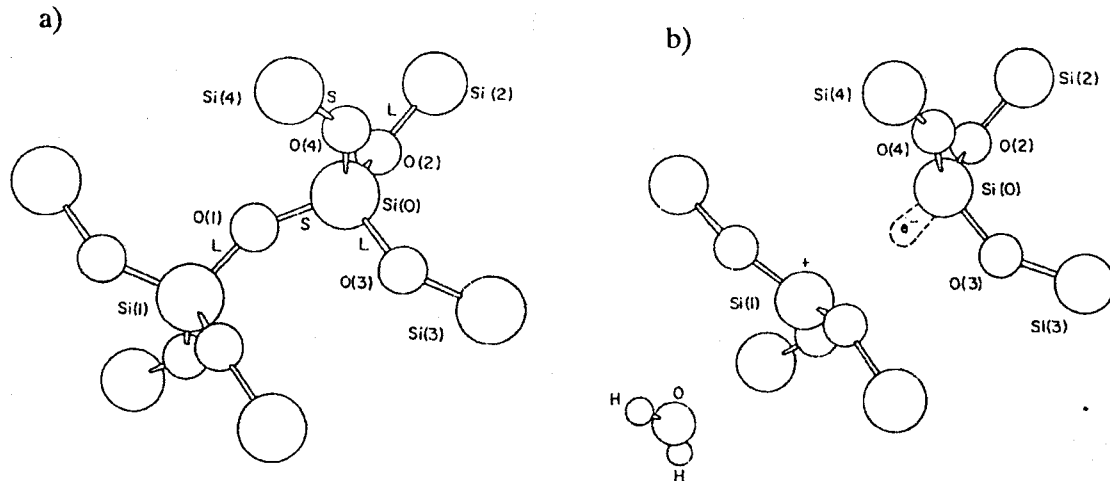 a)
Si(4)
S
L
Si(2)
O(4)
O(2)
O(1)
S
Si(0)
L
L
O(3)
Si(1)
Si(3)
b)
Si(4)
Si(2)
O(4)
O(2)
Si(0)
e-
O(3)
+
Si(1)
SI(3)
H
O
H